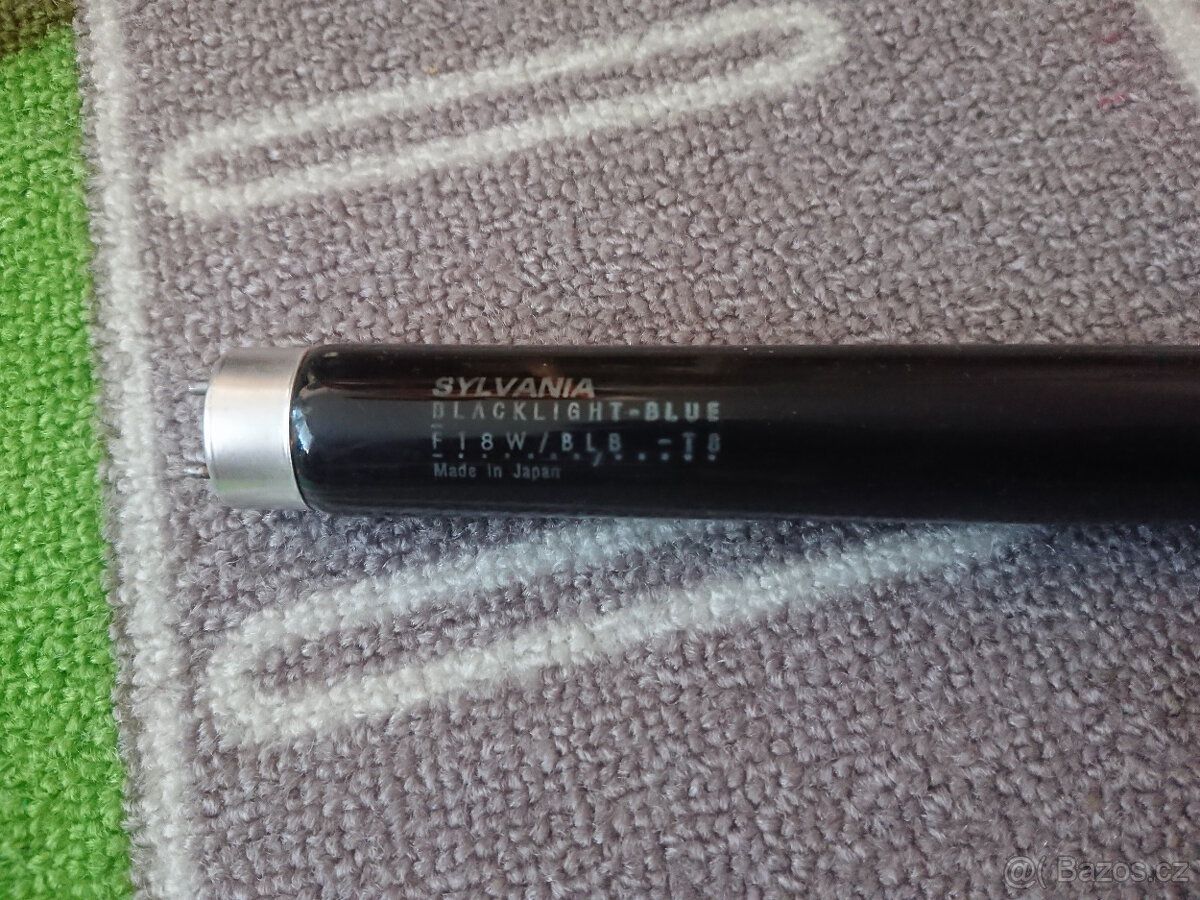 SYLVANIA
BLACKLIGHT-BLUE
F18W/BLB -T8
Made in Japan
@( Bazos.cz